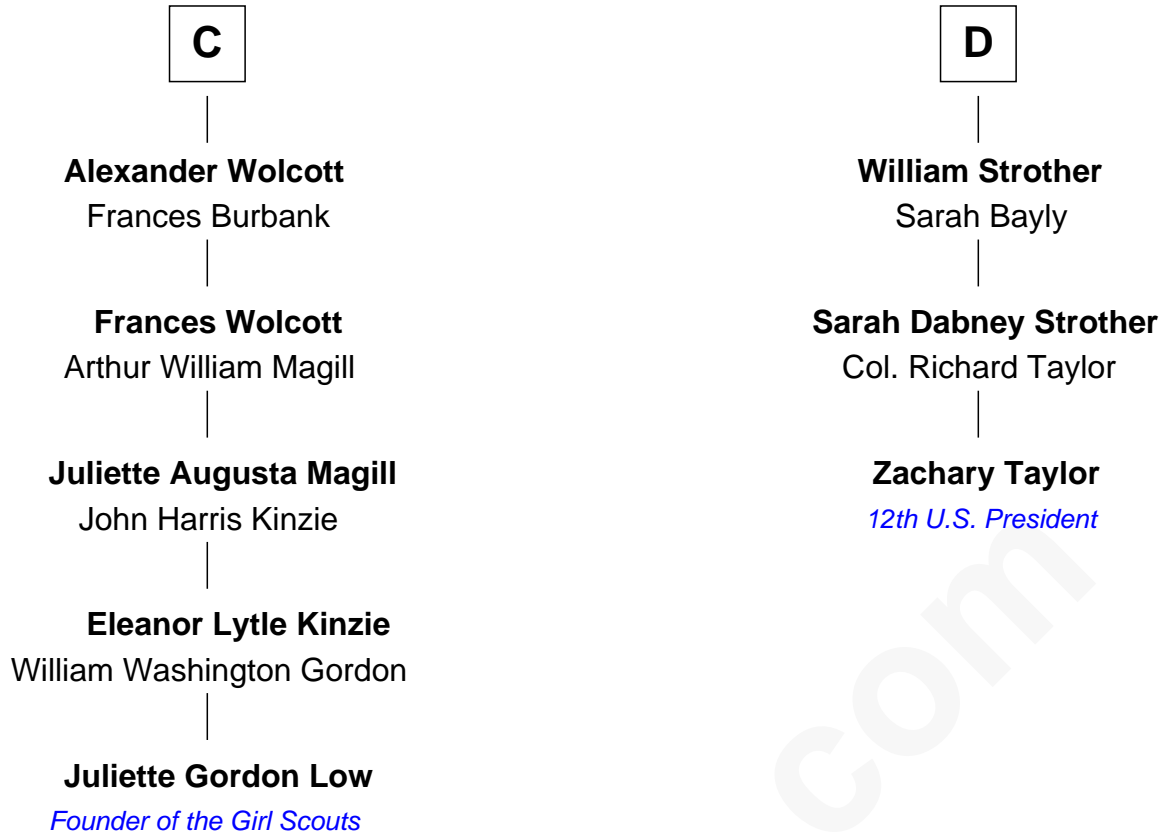 C
Alexander Wolcott
Frances Burbank
Frances Wolcott
Arthur William Magill
Juliette Augusta Magill
John Harris Kinzie
Eleanor Lytle Kinzie
William Washington Gordon
Juliette Gordon Low
Founder of the Girl Scouts
D
William Strother
Sarah Bayly
Sarah Dabney Strother
Col. Richard Taylor
Zachary Taylor
12th U.S. President
com